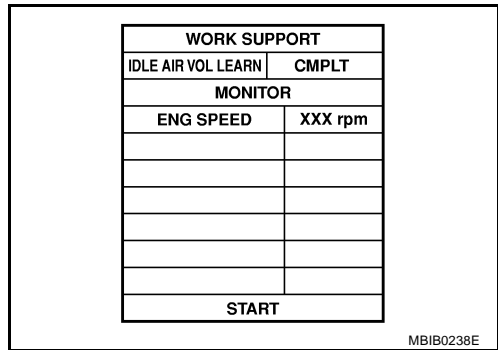 WORK SUPPORT
IDLE AIR VOL LEARN CMPLT
MONITOR
ENG SPEED XXX rpm
START
MBIB0238E